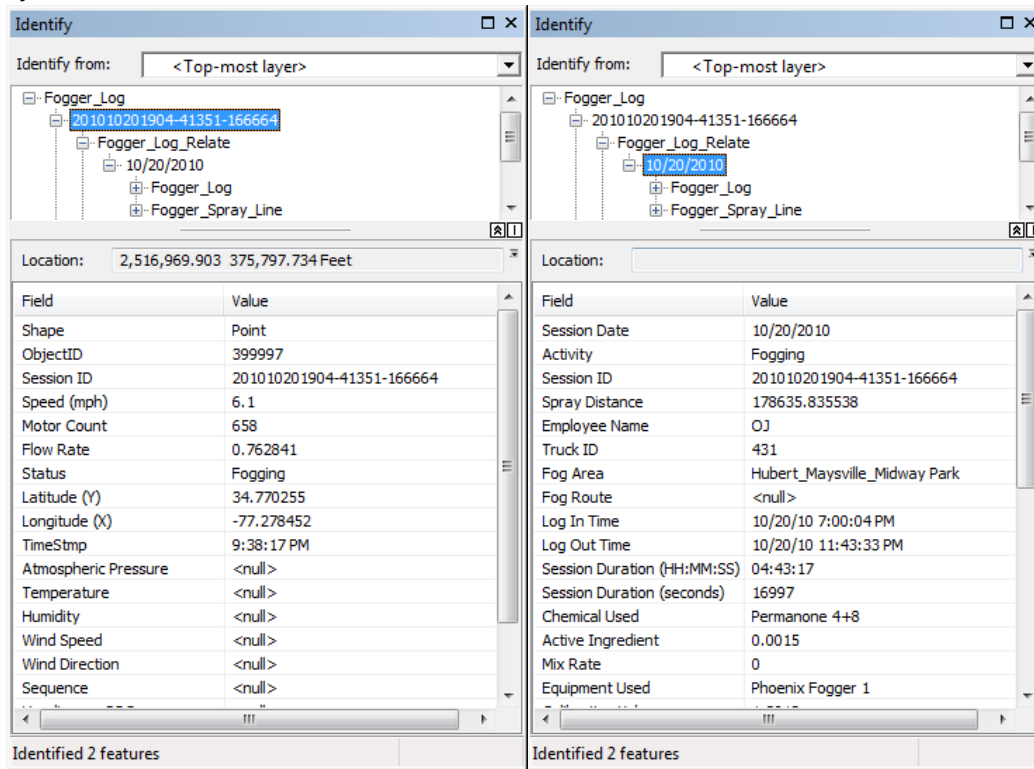 Identify
Identify from: <Top-most layer>
Fogger_Log
201010201904-41351-166664
Fogger_Log_Relate
10/20/2010
Fogger_Log
Fogger_Spray_Line
Location: 2,516,969.903 375,797.734 Feet
Field Value
Shape Point
ObjectID 399997
Session ID 201010201904-41351-166664
Speed (mph) 6.1
Motor Count 658
Flow Rate 0.762841
Status Fogging
Latitude (Y) 34.770255
Longitude (X) -77.278452
TimeStmp 9:38:17 PM
Atmospheric Pressure <null>
Temperature <null>
Humidity <null>
Wind Speed <null>
Wind Direction <null>
Sequence <null>
Identified 2 features
Identify
Identify from: <Top-most layer>
Fogger_Log
201010201904-41351-166664
Fogger_Log_Relate
10/20/2010
Fogger_Log
Fogger_Spray_Line
Location:
Field Value
Session Date 10/20/2010
Activity Fogging
Session ID 201010201904-41351-166664
Spray Distance 178635.835538
Employee Name OJ
Truck ID 431
Fog Area Hubert_Maysville_Midway Park
Fog Route <null>
Log In Time 10/20/10 7:00:04 PM
Log Out Time 10/20/10 11:43:33 PM
Session Duration (HH:MM:SS) 04:43:17
Session Duration (seconds) 16997
Chemical Used Permanone 4+8
Active Ingredient 0.0015
Mix Rate 0
Equipment Used Phoenix Fogger 1
Identified 2 features